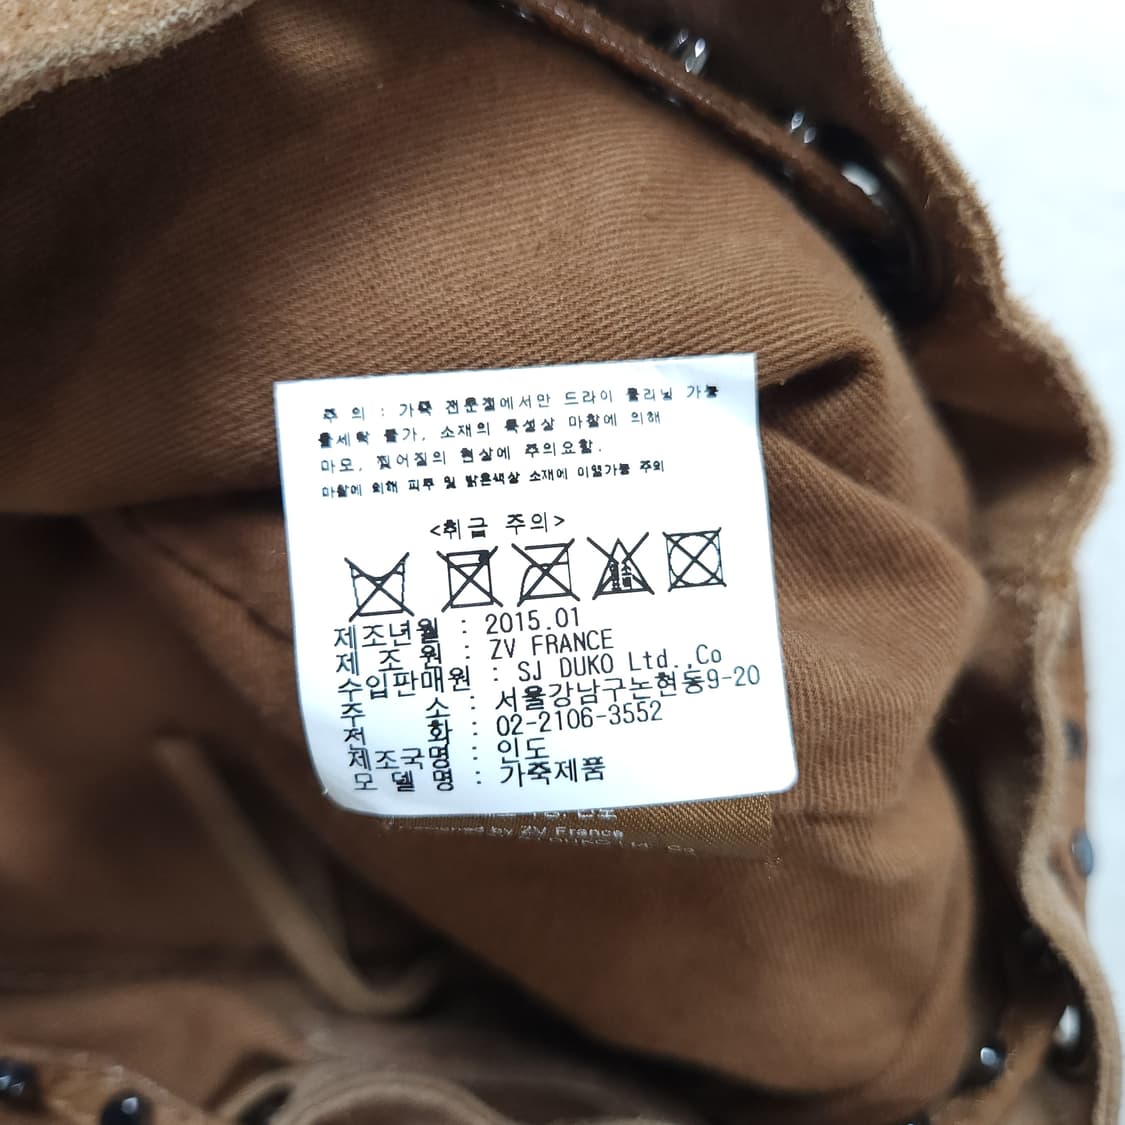 주 의 : 가죽 전문점에서만 드라이 클리닝 가능
물세탁 불가, 소재의 특성상 마찰에 의해
마모, 찢어짐의 현상에 주의요함.
마찰에 의해 피부 및 밝은색상 소재에 이염가능 주의
<취급 주의>
제조년월 : 2015.01
제 조 원 : ZV FRANCE
수입판매원 : SJ DUKO Ltd.,Co
주 소 : 서울강남구논현동9-20
전 화 : 02-2106-3552
제조국명 : 인도
모 델 명 : 가죽제품
by ZV France